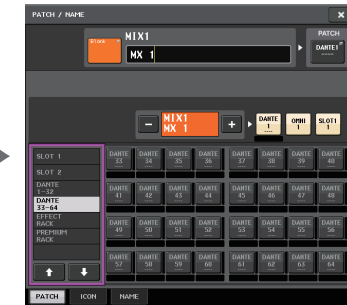 PATCH / NAME
Blank
MIX1
MX 1
PATCH
DANTE1
MIX1
MX 1
DANTE 1
OMNI 1
SLOT1 1
SLOT 1
SLOT 2
DANTE 1-32
DANTE 33-64
EFFECT RACK
PREMIUM RACK
DANTE 33 DANTE 34 DANTE 35 DANTE 36 DANTE 37 DANTE 38 DANTE 39 DANTE 40
DANTE 41 DANTE 42 DANTE 43 DANTE 44 DANTE 45 DANTE 46 DANTE 47 DANTE 48
DANTE 49 DANTE 50 DANTE 51 DANTE 52 DANTE 53 DANTE 54 DANTE 55 DANTE 56
DANTE 57 DANTE 58 DANTE 59 DANTE 60 DANTE 61 DANTE 62 DANTE 63 DANTE 64
PATCH ICON NAME